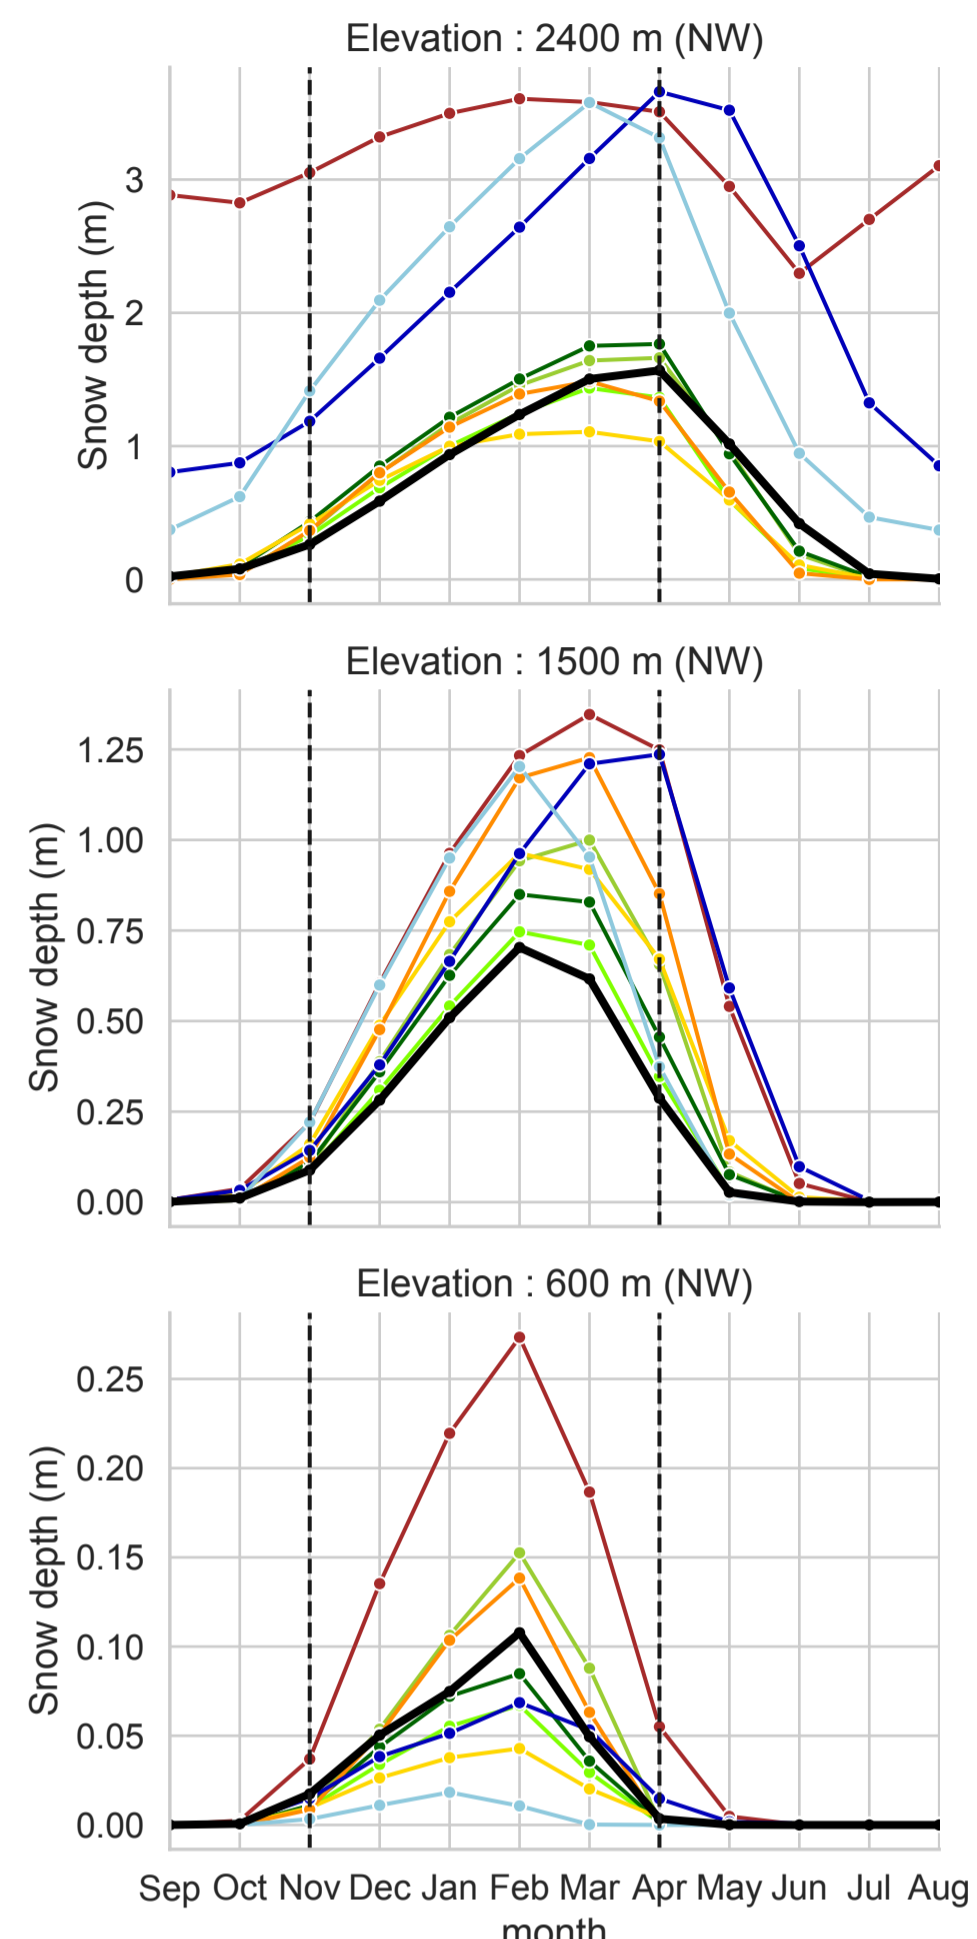 Elevation : 2400 m (NW)
3
2
1
0
Snow depth (m)
Elevation : 1500 m (NW)
1.25
1.00
0.75
0.50
0.25
0.00
Snow depth (m)
Elevation : 600 m (NW)
0.25
0.20
0.15
0.10
0.05
0.00
Snow depth (m)
Sep Oct Nov Dec Jan Feb Mar Apr May Jun Jul Aug
month